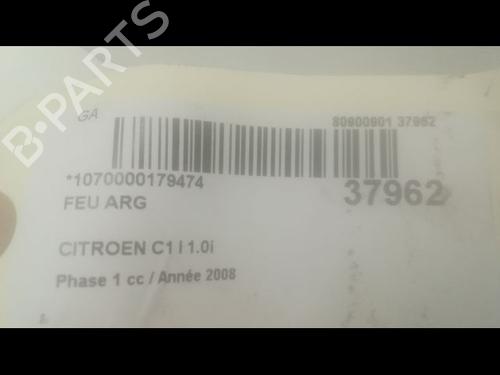 B-PARTS
GA
80900901 37962
*1070000179474
37962
FEU ARG
CITROEN C1 I 1.0i
Phase 1 cc / Année 2008